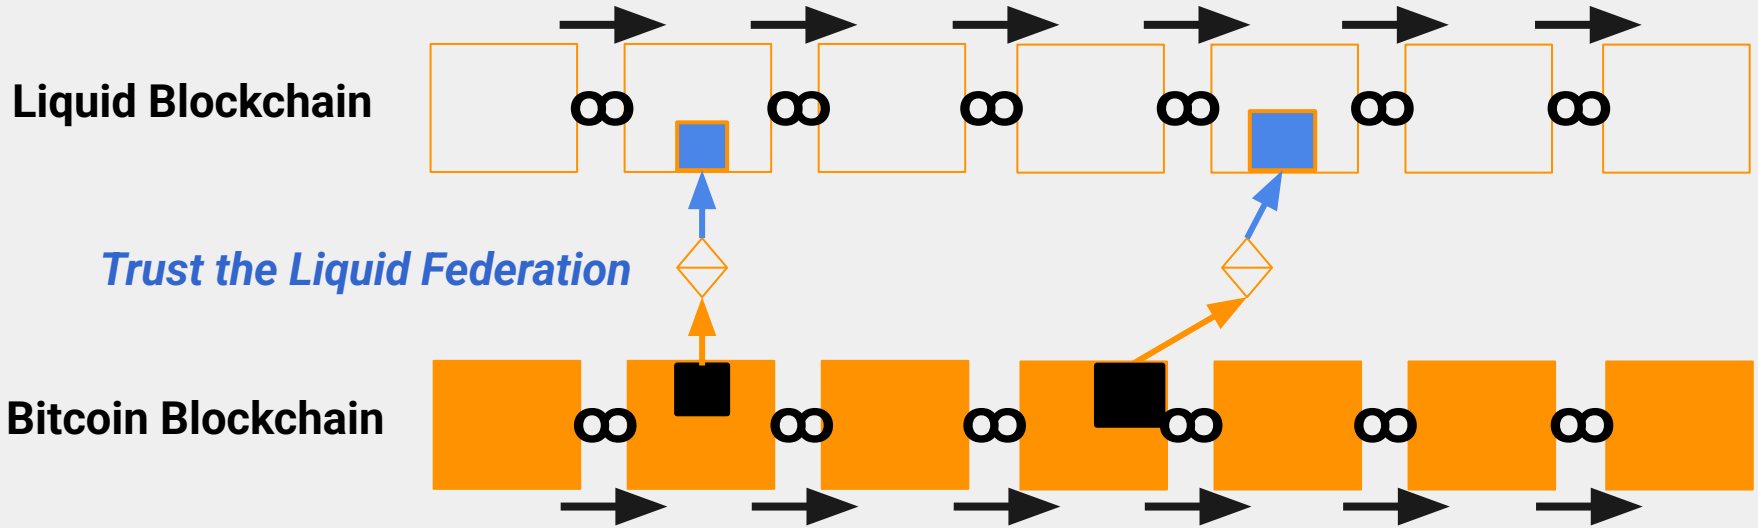 Liquid Blockchain
Trust the Liquid Federation
Bitcoin Blockchain